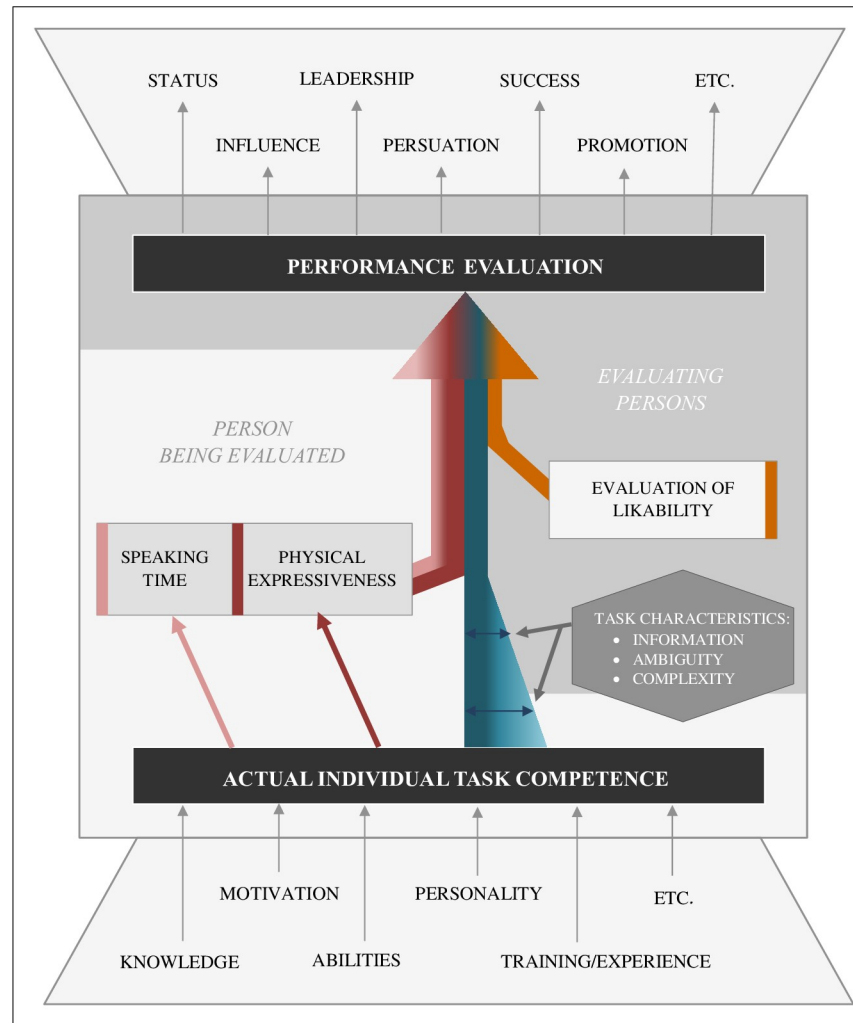 STATUS
LEADERSHIP
SUCCESS
ETC.
INFLUENCE
PERSUATION
PROMOTION
PERFORMANCE EVALUATION
EVALUATING
PERSONS
PERSON
BEING EVALUATED
EVALUATION OF
LIKABILITY
SPEAKING
TIME
PHYSICAL
EXPRESSIVENESS
TASK CHARACTERISTICS:
• INFORMATION
• AMBIGUITY
• COMPLEXITY
ACTUAL INDIVIDUAL TASK COMPETENCE
MOTIVATION
PERSONALITY
ETC.
KNOWLEDGE
ABILITIES
TRAINING/EXPERIENCE